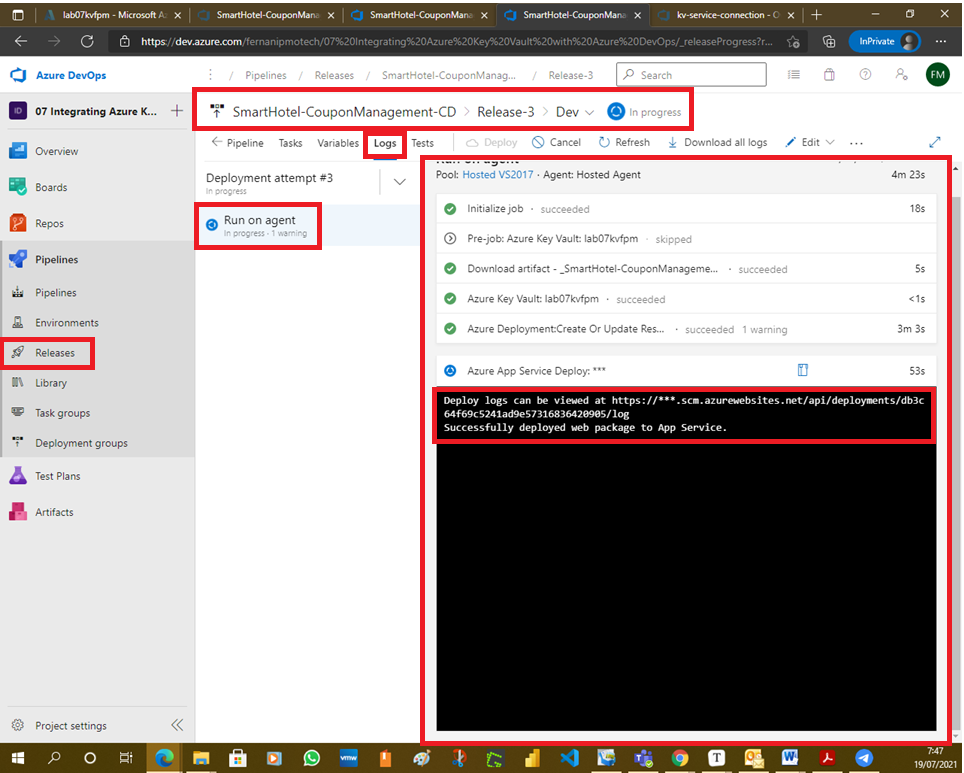 lab07kvfpm - Microsoft Az
SmartHotel-CouponMana
SmartHotel-CouponMana
SmartHotel-CouponMana
kv-service-connection - O
https://dev.azure.com/fernanipmotech/07%20Integrating%20Azure%20Key%20Vault%20with%20Azure%20DevOps/_releaseProgress?r...
InPrivate
Azure DevOps
/ Pipelines / Releases / SmartHotel-CouponManag... / Release-3
Search
FM
ID
07 Integrating Azure K...
SmartHotel-CouponManagement-CD > Release-3 > Dev
In progress
Pipeline
Tasks
Variables
Logs
Tests
Deploy
Cancel
Refresh
Download all logs
Edit
...
Overview
Boards
Repos
Pipelines
Pipelines
Environments
Releases
Library
Task groups
Deployment groups
Test Plans
Artifacts
Project settings
Deployment attempt #3
In progress
Run on agent
In progress · 1 warning
Run on agent
Pool: Hosted VS2017 · Agent: Hosted Agent
4m 23s
Initialize job · succeeded 18s
Pre-job: Azure Key Vault: lab07kvfpm · skipped
Download artifact - _SmartHotel-CouponManageme... · succeeded 5s
Azure Key Vault: lab07kvfpm · succeeded <1s
Azure Deployment:Create Or Update Res... · succeeded 1 warning 3m 3s
Azure App Service Deploy: *** 53s
Deploy logs can be viewed at https://***.scm.azurewebsites.net/api/deployments/db3c
64f69c5241ad9e57316836420905/log
Successfully deployed web package to App Service.
vmw
T
7:47
19/07/2021